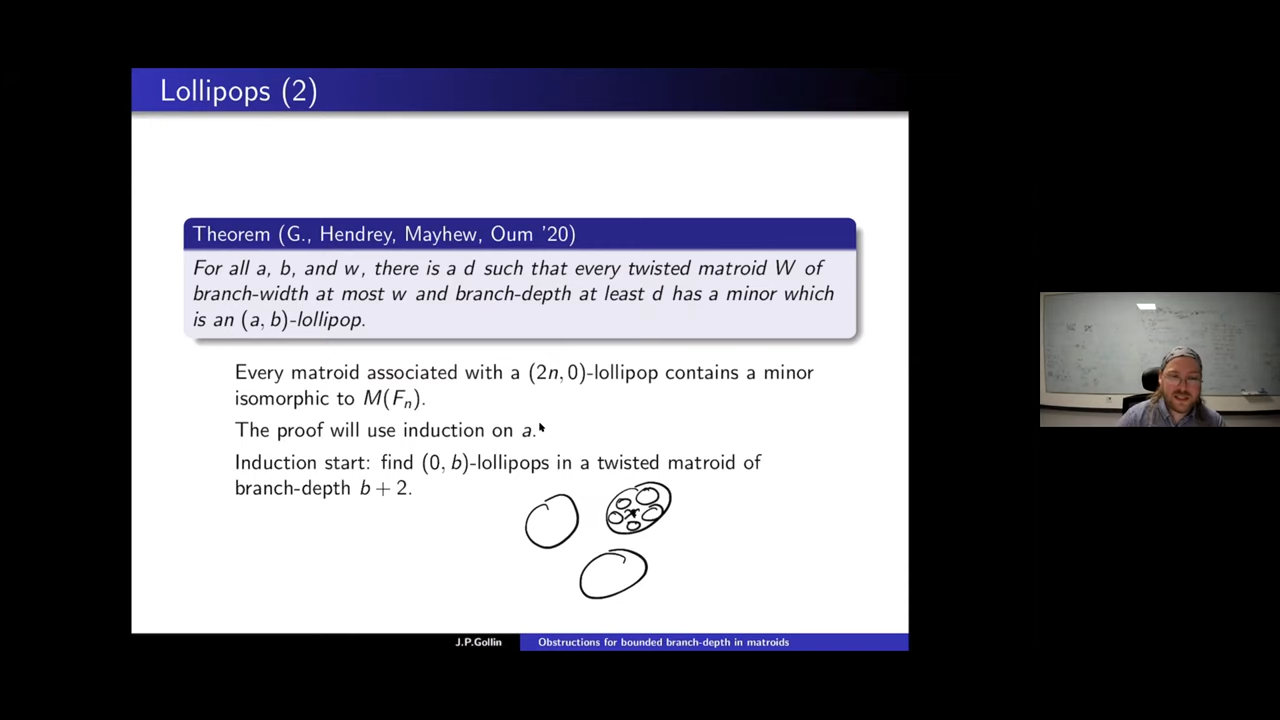 Lollipops (2)
Theorem (G., Hendrey, Mayhew, Oum '20)
For all a, b, and w, there is a d such that every twisted matroid W of
branch-width at most w and branch-depth at least d has a minor which
is an (a, b)-lollipop.
Every matroid associated with a (2n, 0)-lollipop contains a minor
isomorphic to M(Fₙ).
The proof will use induction on a.
Induction start: find (0, b)-lollipops in a twisted matroid of
branch-depth b + 2.
J.P.Gollin Obstructions for bounded branch-depth in matroids